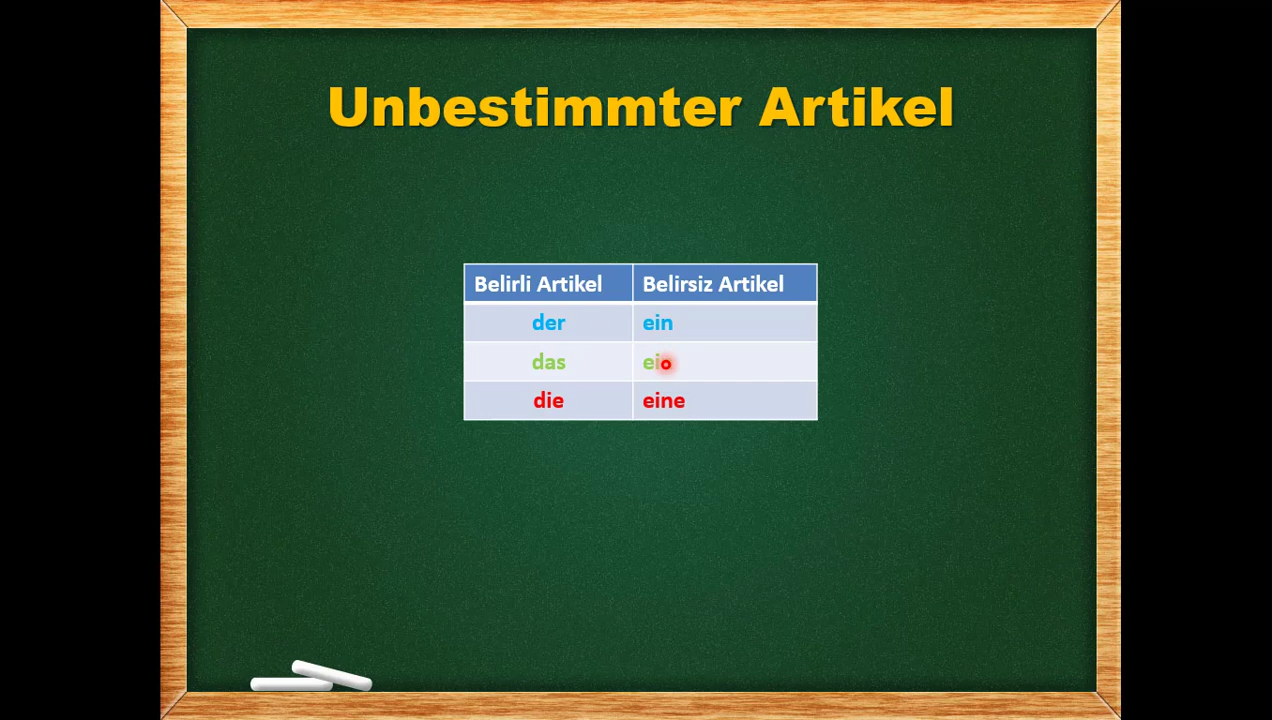 Unbestimmter Artikel
Belirli Artikel Belirsiz Artikel
der ein
das
die eine